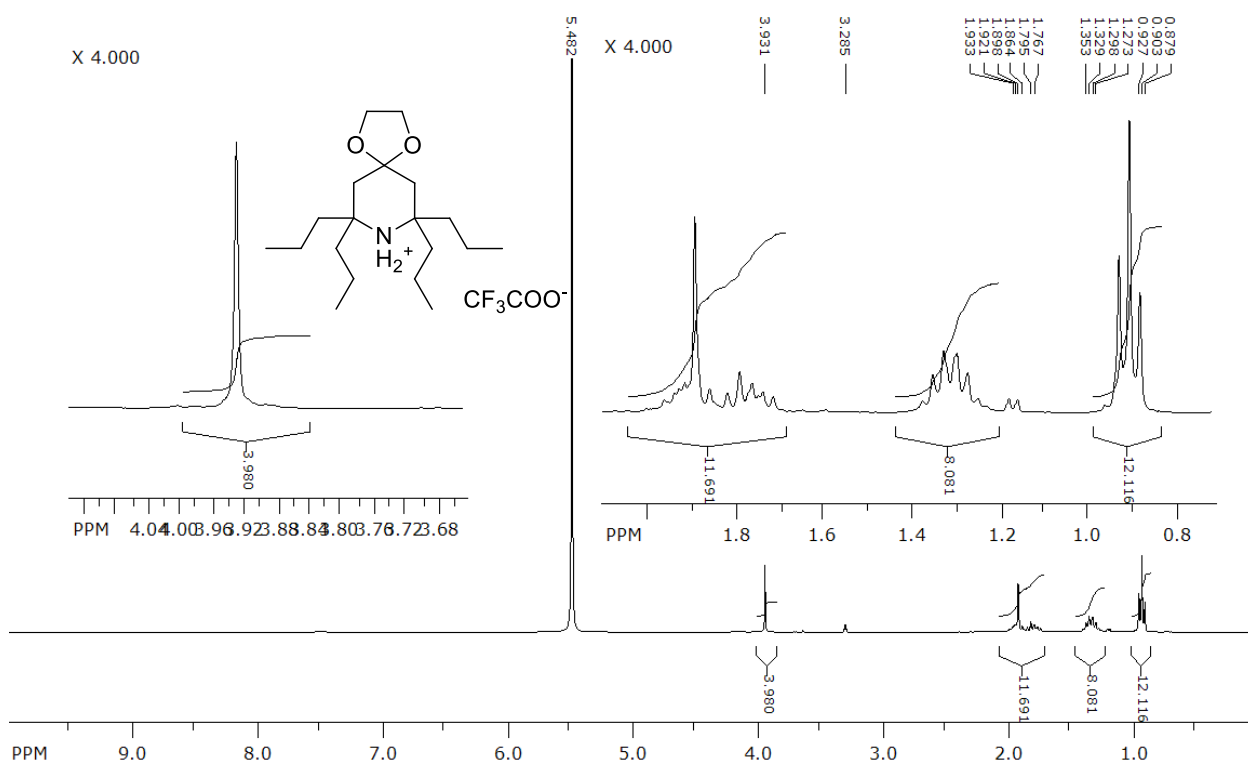 X 4.000
5.482
X 4.000
3.931
3.285
1.933
1.921
1.898
1.864
1.795
1.767
1.353
1.329
1.298
1.273
0.927
0.903
0.879
O O
N
H2+
CF3COO-
3.980
11.691
8.081
12.116
PPM 4.04 4.00 3.96 3.92 3.88 3.84 3.80 3.76 3.72 3.68
PPM 1.8 1.6 1.4 1.2 1.0 0.8
3.980
11.691
8.081
12.116
PPM 9.0 8.0 7.0 6.0 5.0 4.0 3.0 2.0 1.0